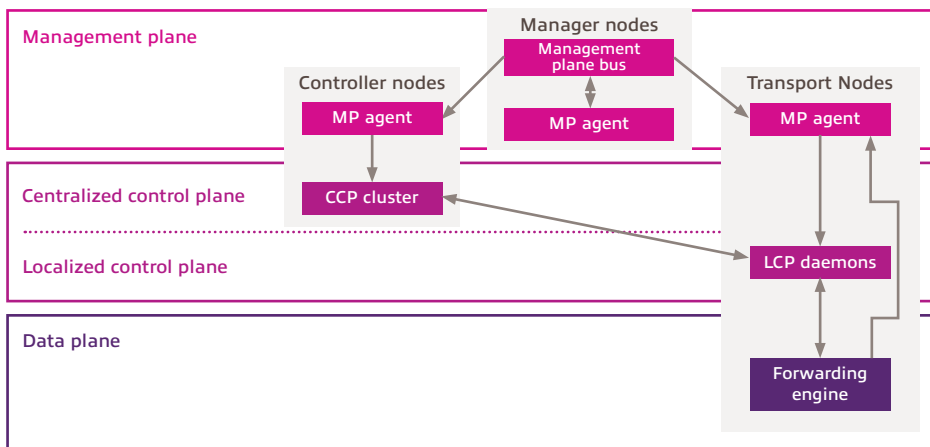 Manager nodes
Management plane
Management
plane bus
Controller nodes
Transport Nodes
MP agent
MP agent
MP agent
Centralized control plane
CCP cluster
Localized control plane
LCP daemons
Data plane
Forwarding
engine